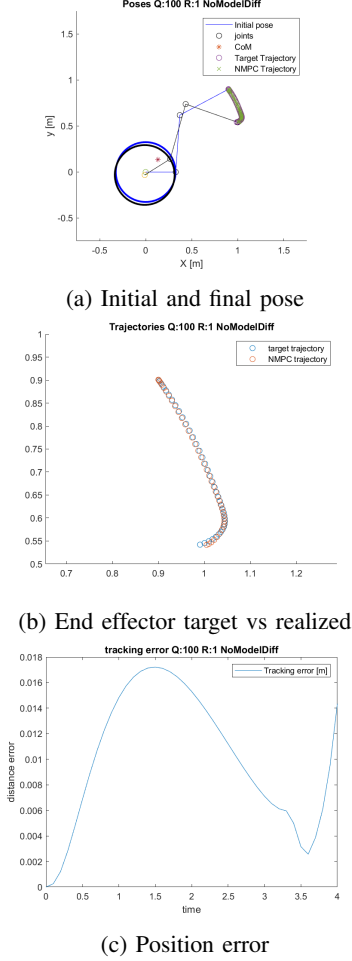 Poses Q:100 R:1 NoModelDiff
Initial pose
joints
CoM
Target Trajectory
NMPC Trajectory
1.5
1
0.5
0
-0.5
y [m]
-0.5
0
0.5
1
1.5
X [m]
(a) Initial and final pose
Trajectories Q:100 R:1 NoModelDiff
target trajectory
NMPC trajectory
1
0.95
0.9
0.85
0.8
0.75
0.7
0.65
0.6
0.55
0.5
0.7
0.8
0.9
1
1.1
1.2
(b) End effector target vs realized
tracking error Q:100 R:1 NoModelDiff
Tracking error [m]
0.018
0.016
0.014
0.012
0.01
0.008
0.006
0.004
0.002
0
distance error
0
0.5
1
1.5
2
2.5
3
3.5
4
time
(c) Position error